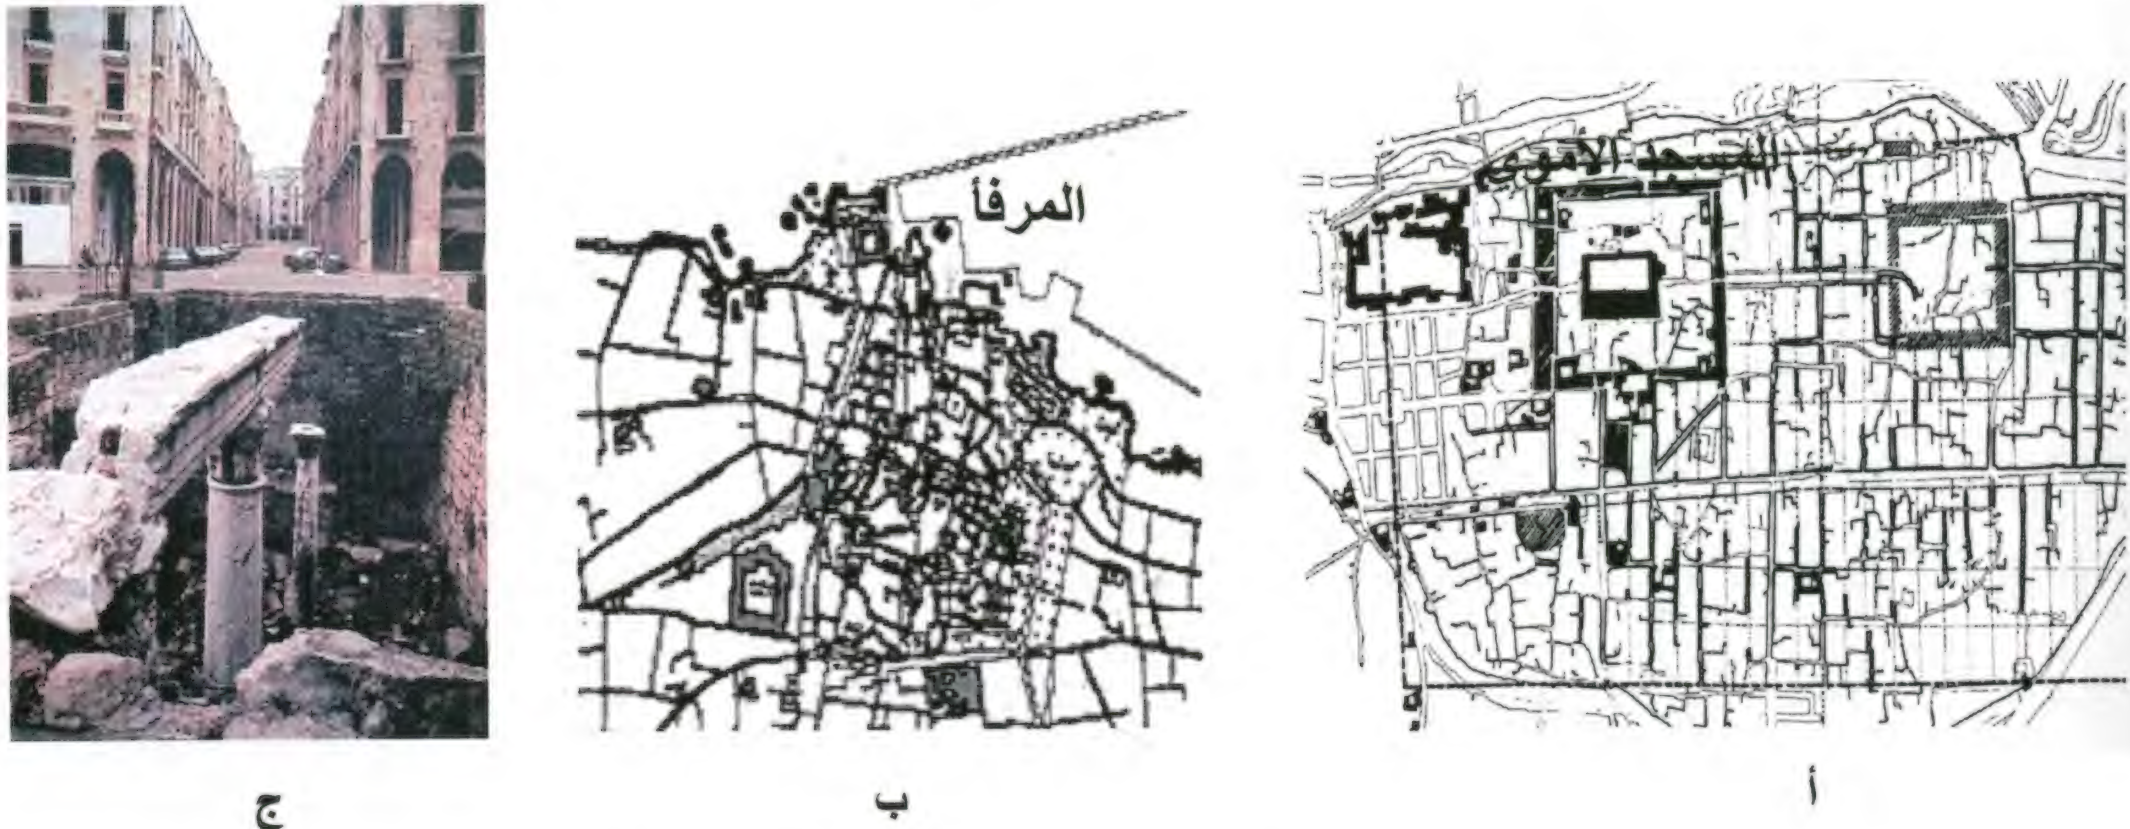 المسجد الأموي
المرفأ
أ
ب
ج